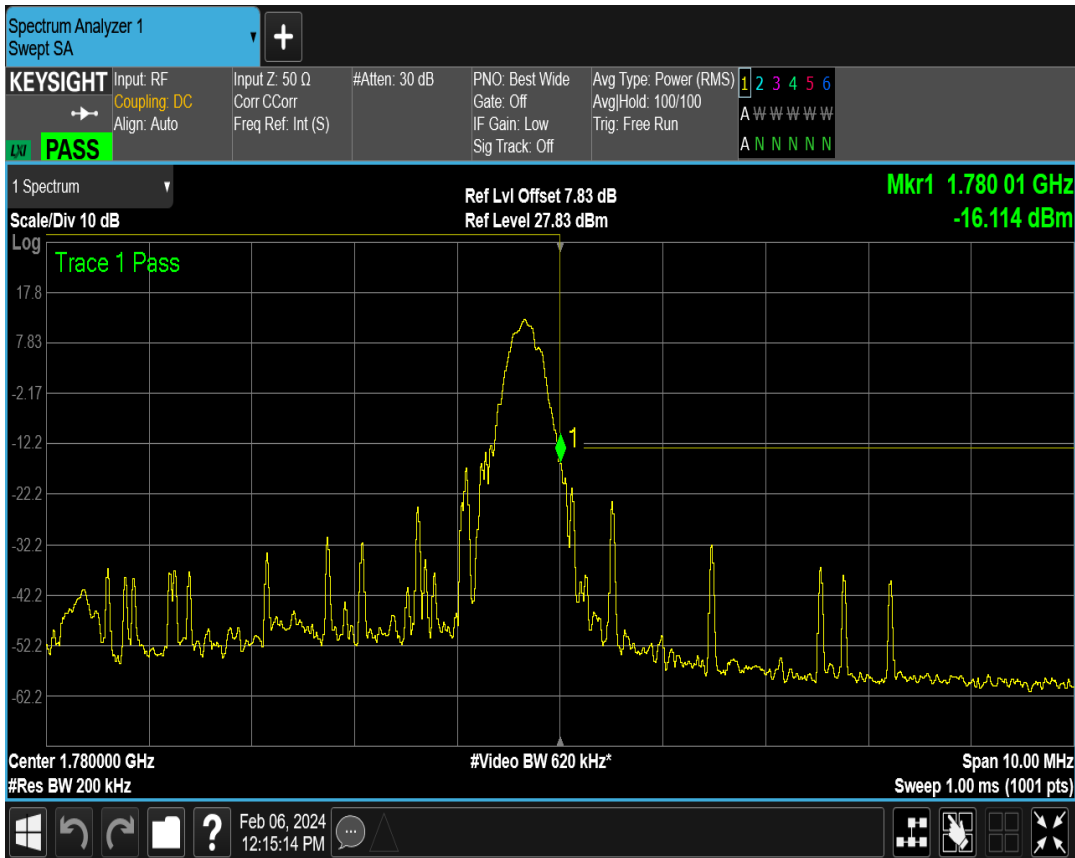 Spectrum Analyzer 1
Swept SA
KEYSIGHT
LXI PASS
Input: RF
Coupling: DC
Align: Auto
Input Z: 50 Ω
Corr CCorr
Freq Ref: Int (S)
#Atten: 30 dB
PNO: Best Wide
Gate: Off
IF Gain: Low
Sig Track: Off
Avg Type: Power (RMS)
Avg|Hold: 100/100
Trig: Free Run
1 2 3 4 5 6
A W W W W W
A N N N N N
1 Spectrum
Scale/Div 10 dB
Ref Lvl Offset 7.83 dB
Ref Level 27.83 dBm
Mkr1 1.780 01 GHz
-16.114 dBm
Log
Trace 1 Pass
17.8
7.83
-2.17
-12.2
1
-22.2
-32.2
-42.2
-52.2
-62.2
Center 1.780000 GHz
#Video BW 620 kHz*
Span 10.00 MHz
#Res BW 200 kHz
Sweep 1.00 ms (1001 pts)
?
Feb 06, 2024
12:15:14 PM